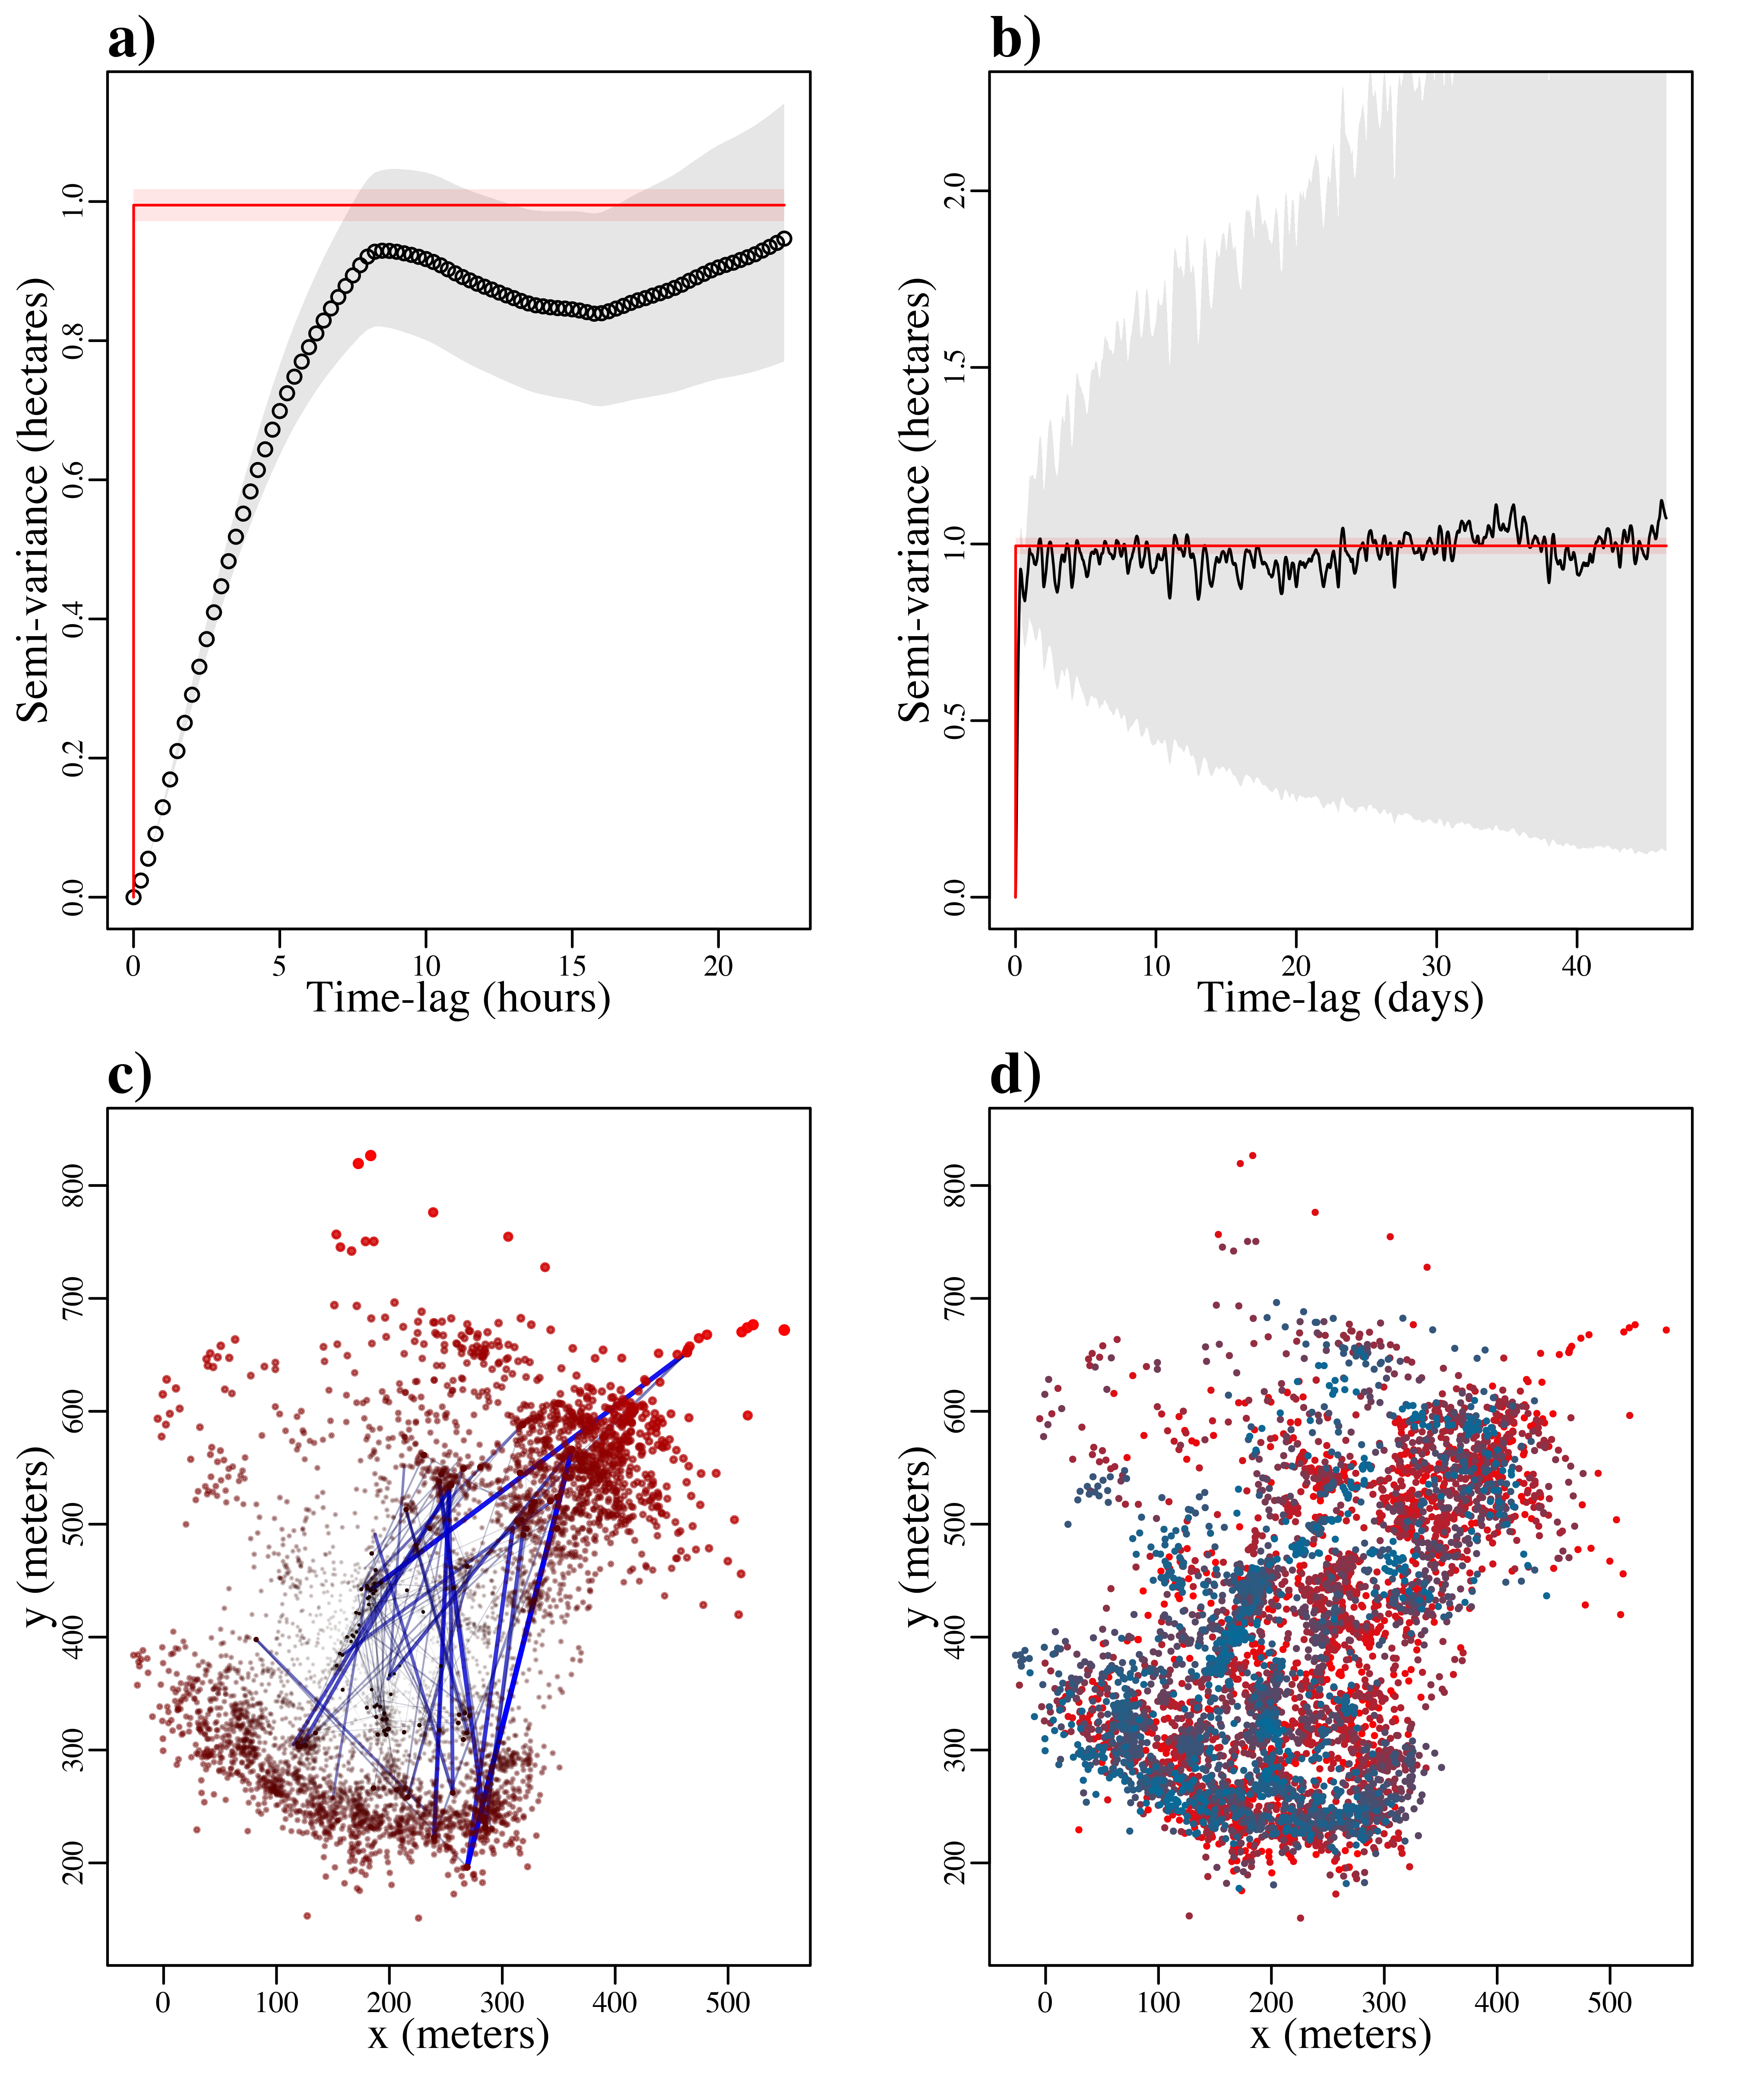 a)
Semi-variance (hectares)
0.0 0.2 0.4 0.6 0.8 1.0
0 5 10 15 20
Time-lag (hours)
b)
Semi-variance (hectares)
0.0 0.5 1.0 1.5 2.0
0 10 20 30 40
Time-lag (days)
c)
y (meters)
200 300 400 500 600 700 800
0 100 200 300 400 500
x (meters)
d)
y (meters)
200 300 400 500 600 700 800
0 100 200 300 400 500
x (meters)